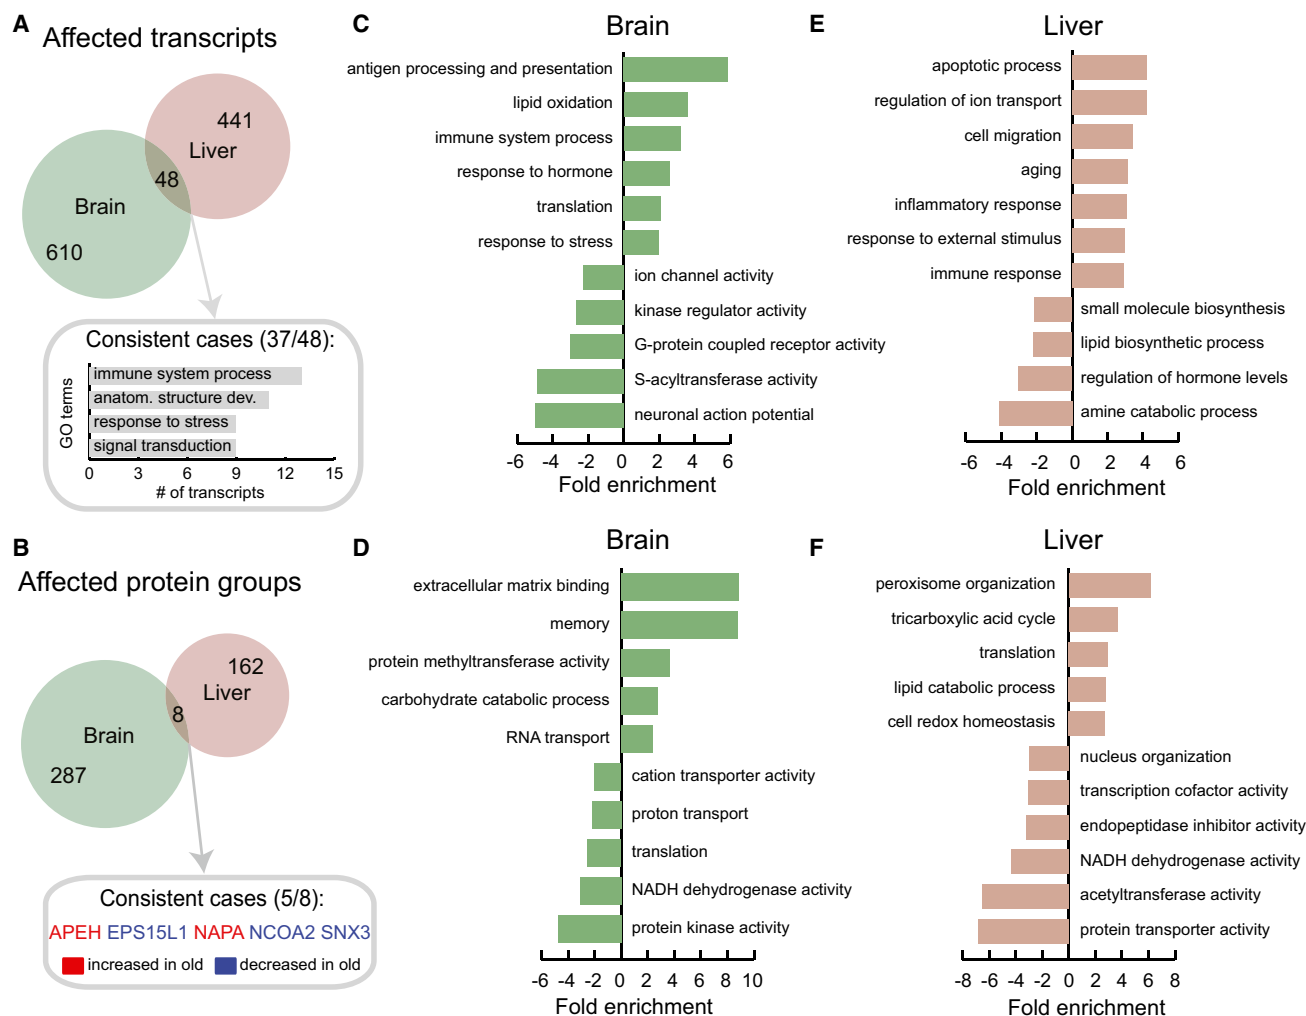 A
Affected transcripts
441
Liver
48
Brain
610
Consistent cases (37/48):
GO terms
immune system process
anatom. structure dev.
response to stress
signal transduction
0 3 6 9 12 15
# of transcripts
B
Affected protein groups
162
Liver
8
Brain
287
Consistent cases (5/8):
APEH EPS15L1 NAPA NCOA2 SNX3
increased in old decreased in old
C
Brain
antigen processing and presentation
lipid oxidation
immune system process
response to hormone
translation
response to stress
ion channel activity
kinase regulator activity
G-protein coupled receptor activity
S-acyltransferase activity
neuronal action potential
-6 -4 -2 0 2 4 6
Fold enrichment
D
Brain
extracellular matrix binding
memory
protein methyltransferase activity
carbohydrate catabolic process
RNA transport
cation transporter activity
proton transport
translation
NADH dehydrogenase activity
protein kinase activity
-6 -4 -2 0 2 4 6 8 10
Fold enrichment
E
Liver
apoptotic process
regulation of ion transport
cell migration
aging
inflammatory response
response to external stimulus
immune response
small molecule biosynthesis
lipid biosynthetic process
regulation of hormone levels
amine catabolic process
-6 -4 -2 0 2 4 6
Fold enrichment
F
Liver
peroxisome organization
tricarboxylic acid cycle
translation
lipid catabolic process
cell redox homeostasis
nucleus organization
transcription cofactor activity
endopeptidase inhibitor activity
NADH dehydrogenase activity
acetyltransferase activity
protein transporter activity
-8 -6 -4 -2 0 2 4 6 8
Fold enrichment